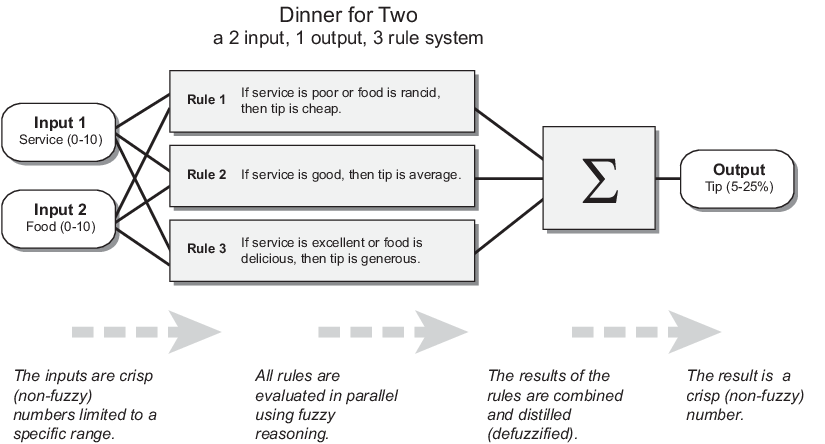 Dinner for Two
a 2 input, 1 output, 3 rule system
Input 1
Service (0-10)
Input 2
Food (0-10)
Rule 1 If service is poor or food is rancid,
then tip is cheap.
Rule 2 If service is good, then tip is average.
Rule 3 If service is excellent or food is
delicious, then tip is generous.
Σ
Output
Tip (5-25%)
The inputs are crisp
(non-fuzzy)
numbers limited to a
specific range.
All rules are
evaluated in parallel
using fuzzy
reasoning.
The results of the
rules are combined
and distilled
(defuzzified).
The result is a
crisp (non-fuzzy)
number.